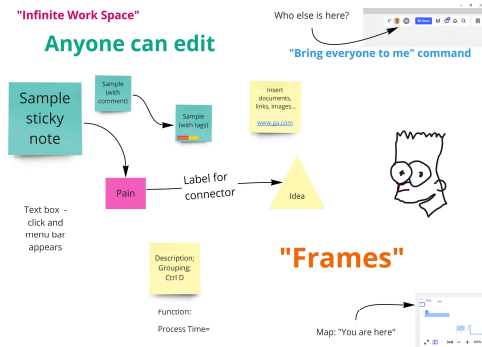 "Infinite Work Space"
Who else is here?
Anyone can edit
"Bring everyone to me" command
Sample
(with
comment)
Sample
sticky
note
Insert
documents,
links, images...
www.ga.com
Sample
(with tags)
Label for
connector
Pain
Idea
Text box -
click and
menu bar
appears
"Frames"
Description;
Grouping;
Ctrl D
Function:
Process Time=
Map: "You are here"